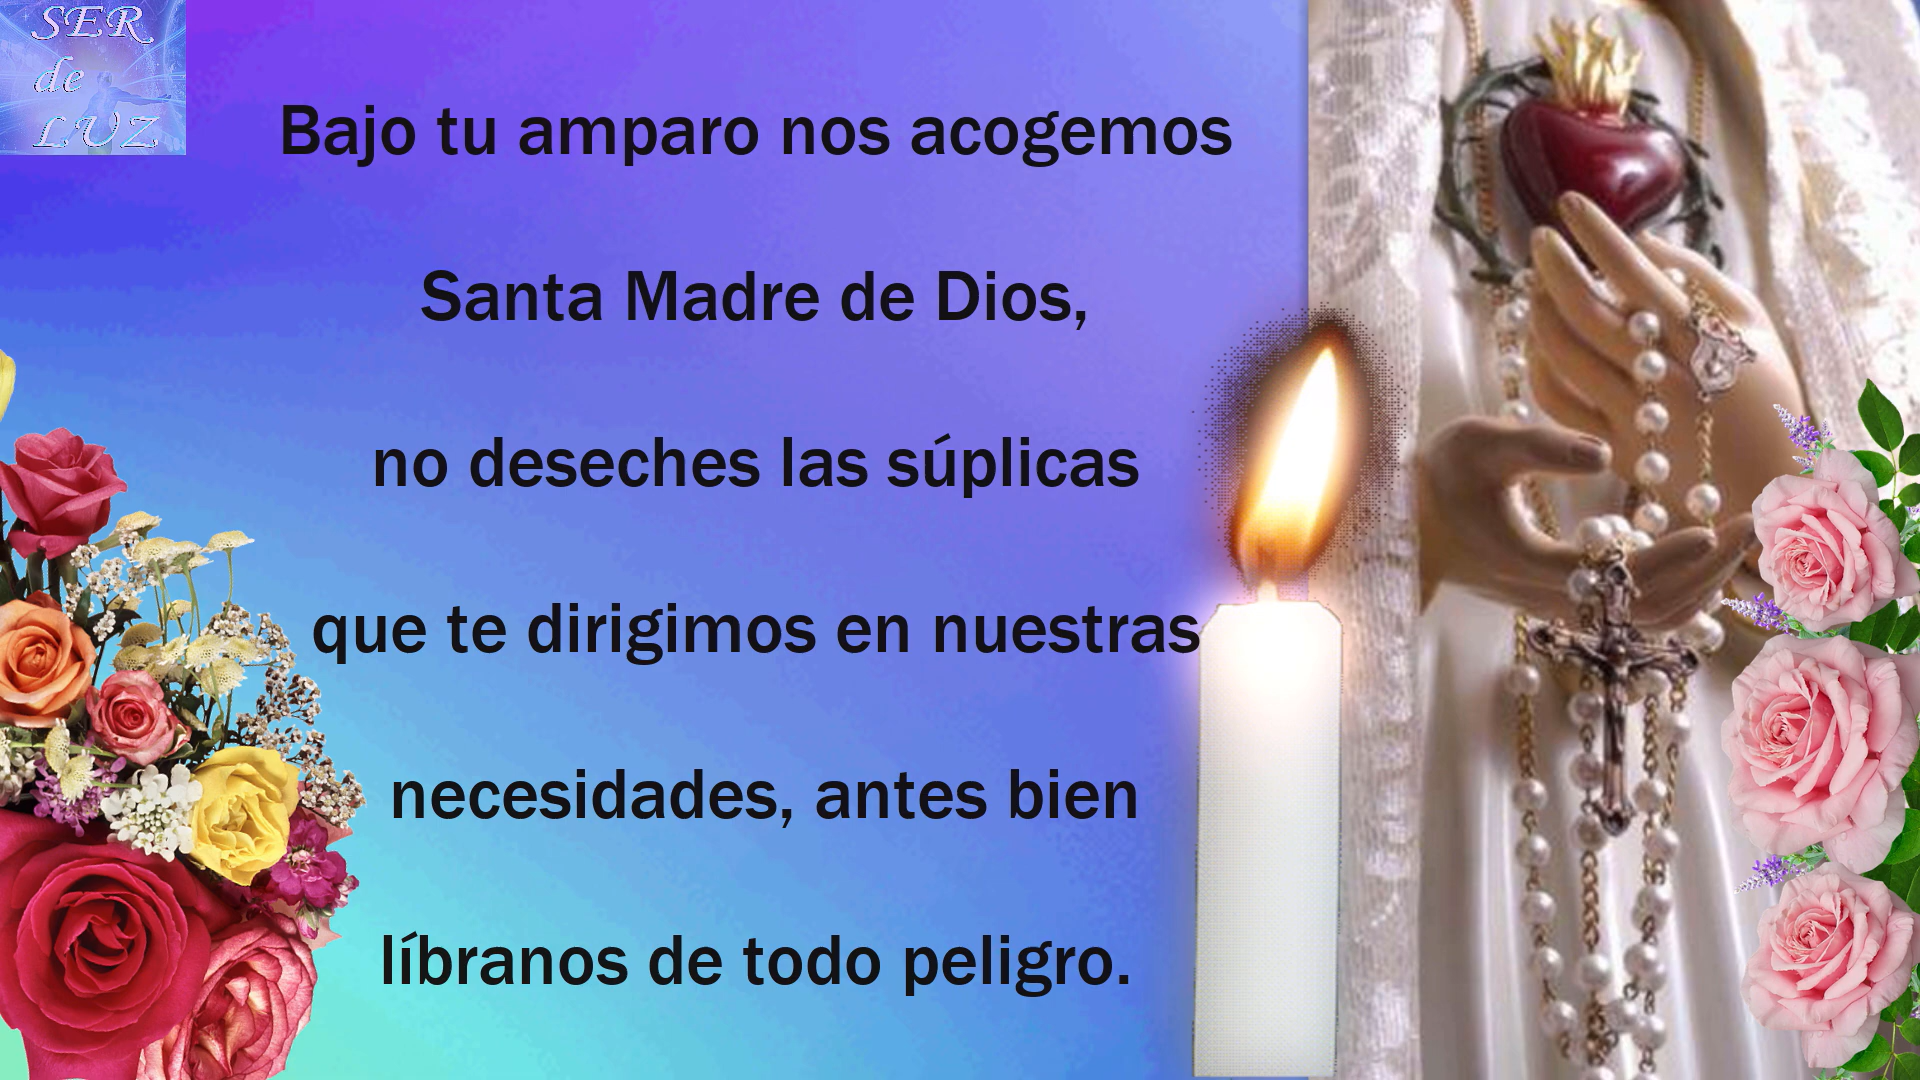 SER
de
LUZ
Bajo tu amparo nos acogemos
Santa Madre de Dios,
no deseches las súplicas
que te dirigimos en nuestras
necesidades, antes bien
líbranos de todo peligro.